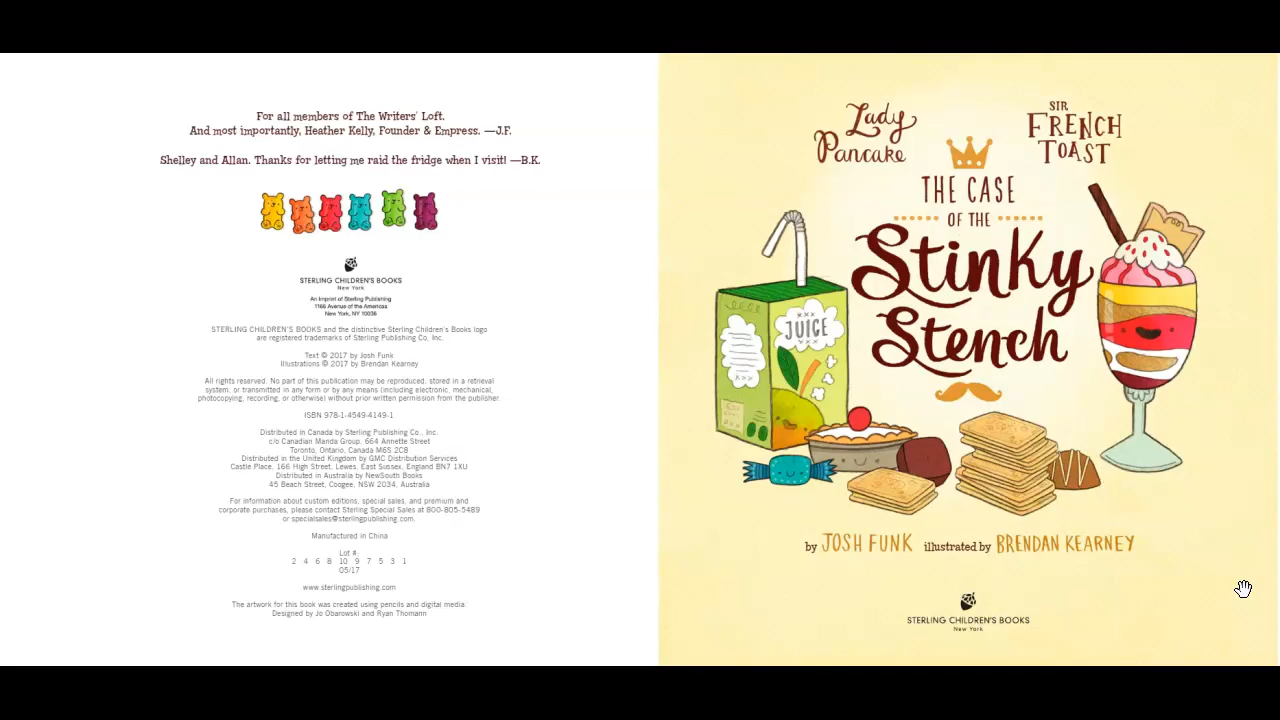 For all members of The Writers' Loft.
And most importantly, Heather Kelly, Founder & Empress. —J.F.
Shelley and Allan. Thanks for letting me raid the fridge when I visit! —B.K.
STERLING CHILDREN'S BOOKS
New York
An Imprint of Sterling Publishing
1166 Avenue of the Americas
New York, NY 10036
STERLING CHILDREN'S BOOKS and the distinctive Sterling Children's Books logo
are registered trademarks of Sterling Publishing Co, Inc.
Text © 2017 by Josh Funk
Illustrations © 2017 by Brendan Kearney
All rights reserved. No part of this publication may be reproduced, stored in a retrieval
system, or transmitted in any form or by any means (including electronic, mechanical,
photocopying, recording, or otherwise) without prior written permission from the publisher.
ISBN 978-1-4549-4149-1
Distributed in Canada by Sterling Publishing Co., Inc.
c/o Canadian Manda Group, 664 Annette Street
Toronto, Ontario, Canada M6S 2C8
Distributed in the United Kingdom by GMC Distribution Services
Castle Place, 166 High Street, Lewes, East Sussex, England BN7 1XU
Distributed in Australia by NewSouth Books
45 Beach Street, Coogee, NSW 2034, Australia
For information about custom editions, special sales, and premium and
corporate purchases, please contact Sterling Special Sales at 800-805-5489
or specialsales@sterlingpublishing.com.
Manufactured in China
Lot #:
2 4 6 8 10 9 7 5 3 1
05/17
www.sterlingpublishing.com
The artwork for this book was created using pencils and digital media
Designed by Jo Obarowski and Ryan Thomann
Lady
Pancake
SIR
FRENCH
TOAST
THE CASE
OF THE
Stinky
Stench
JUICE
by JOSH FUNK illustrated by BRENDAN KEARNEY
STERLING CHILDREN'S BOOKS
New York